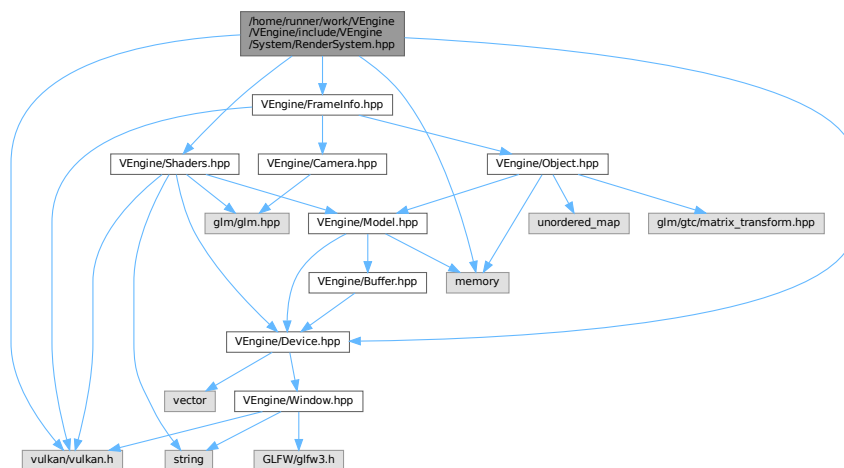 /home/runner/work/VEngine
/VEngine/include/VEngine
/System/RenderSystem.hpp
VEngine/FrameInfo.hpp
VEngine/Shaders.hpp
VEngine/Camera.hpp
VEngine/Object.hpp
glm/glm.hpp
VEngine/Model.hpp
unordered_map
glm/gtc/matrix_transform.hpp
VEngine/Buffer.hpp
memory
VEngine/Device.hpp
vector
VEngine/Window.hpp
vulkan/vulkan.h
string
GLFW/glfw3.h